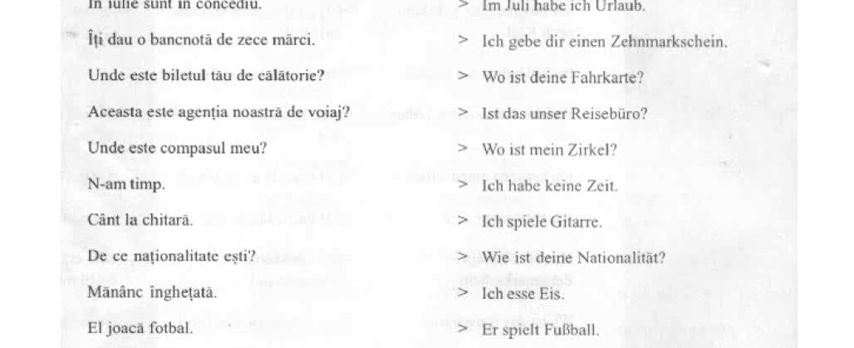 În iulie sunt în concediu. > Im Juli habe ich Urlaub.
Îți dau o bancnotă de zece mărci. > Ich gebe dir einen Zehnmarkschein.
Unde este biletul tău de călătorie? > Wo ist deine Fahrkarte?
Aceasta este agenția noastră de voiaj? > Ist das unser Reisebüro?
Unde este compasul meu? > Wo ist mein Zirkel?
N-am timp. > Ich habe keine Zeit.
Cânt la chitară. > Ich spiele Gitarre.
De ce naționalitate ești? > Wie ist deine Nationalität?
Mănânc înghețată. > Ich esse Eis.
El joacă fotbal. > Er spielt Fußball.